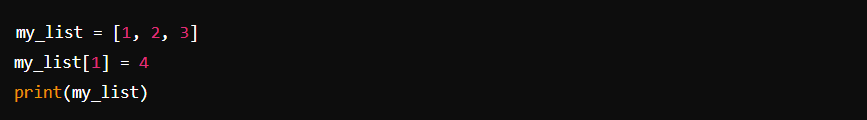 my_list = [1, 2, 3]
my_list[1] = 4
print(my_list)